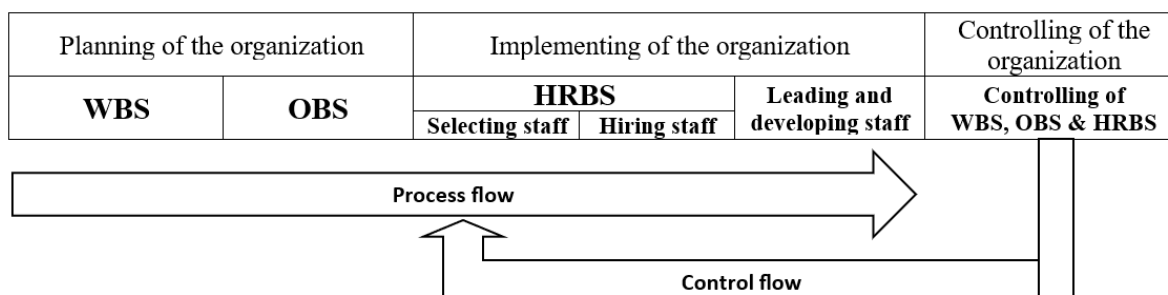 Planning of the organization
Implementing of the organization
Controlling of the
organization
WBS
OBS
HRBS
Selecting staff
Hiring staff
Leading and
developing staff
Controlling of
WBS, OBS & HRBS
Process flow
Control flow